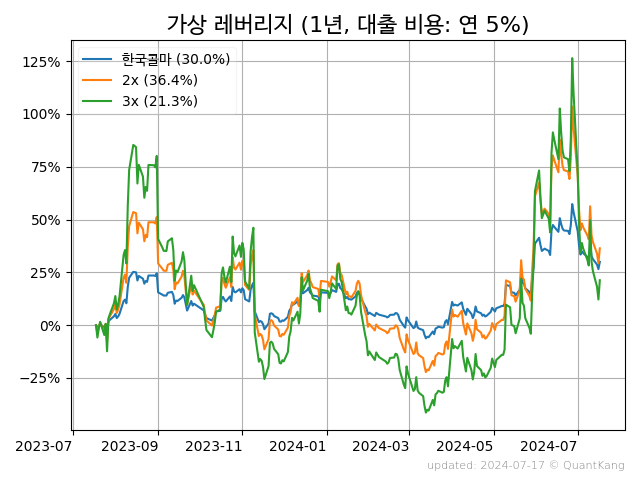 가상 레버리지 (1년, 대출 비용: 연 5%)
한국콜마 (30.0%)
2x (36.4%)
3x (21.3%)
125%
100%
75%
50%
25%
0%
−25%
2023-07 2023-09 2023-11 2024-01 2024-03 2024-05 2024-07
updated: 2024-07-17 © QuantKang